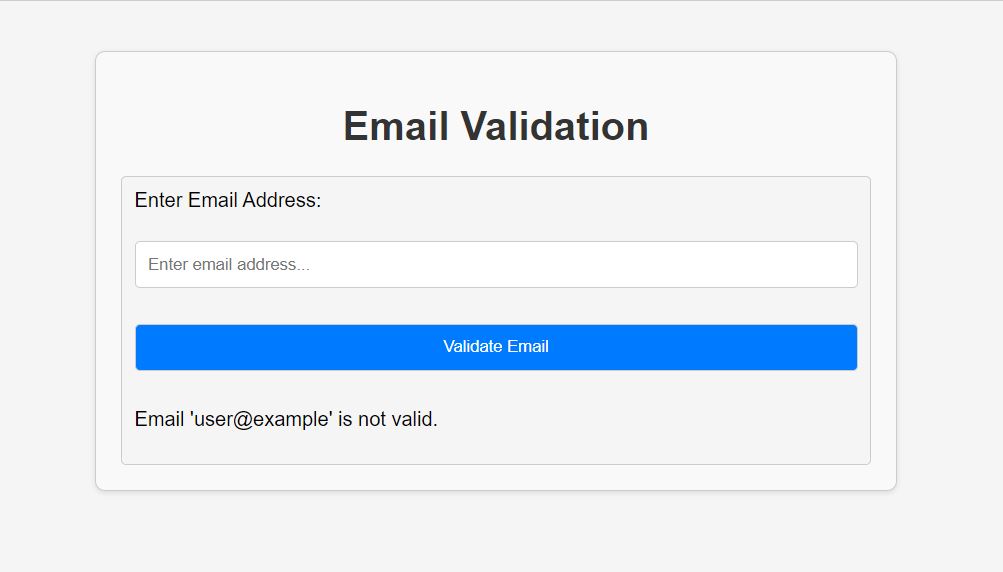 Email Validation
Enter Email Address:
Enter email address...
Validate Email
Email 'user@example' is not valid.